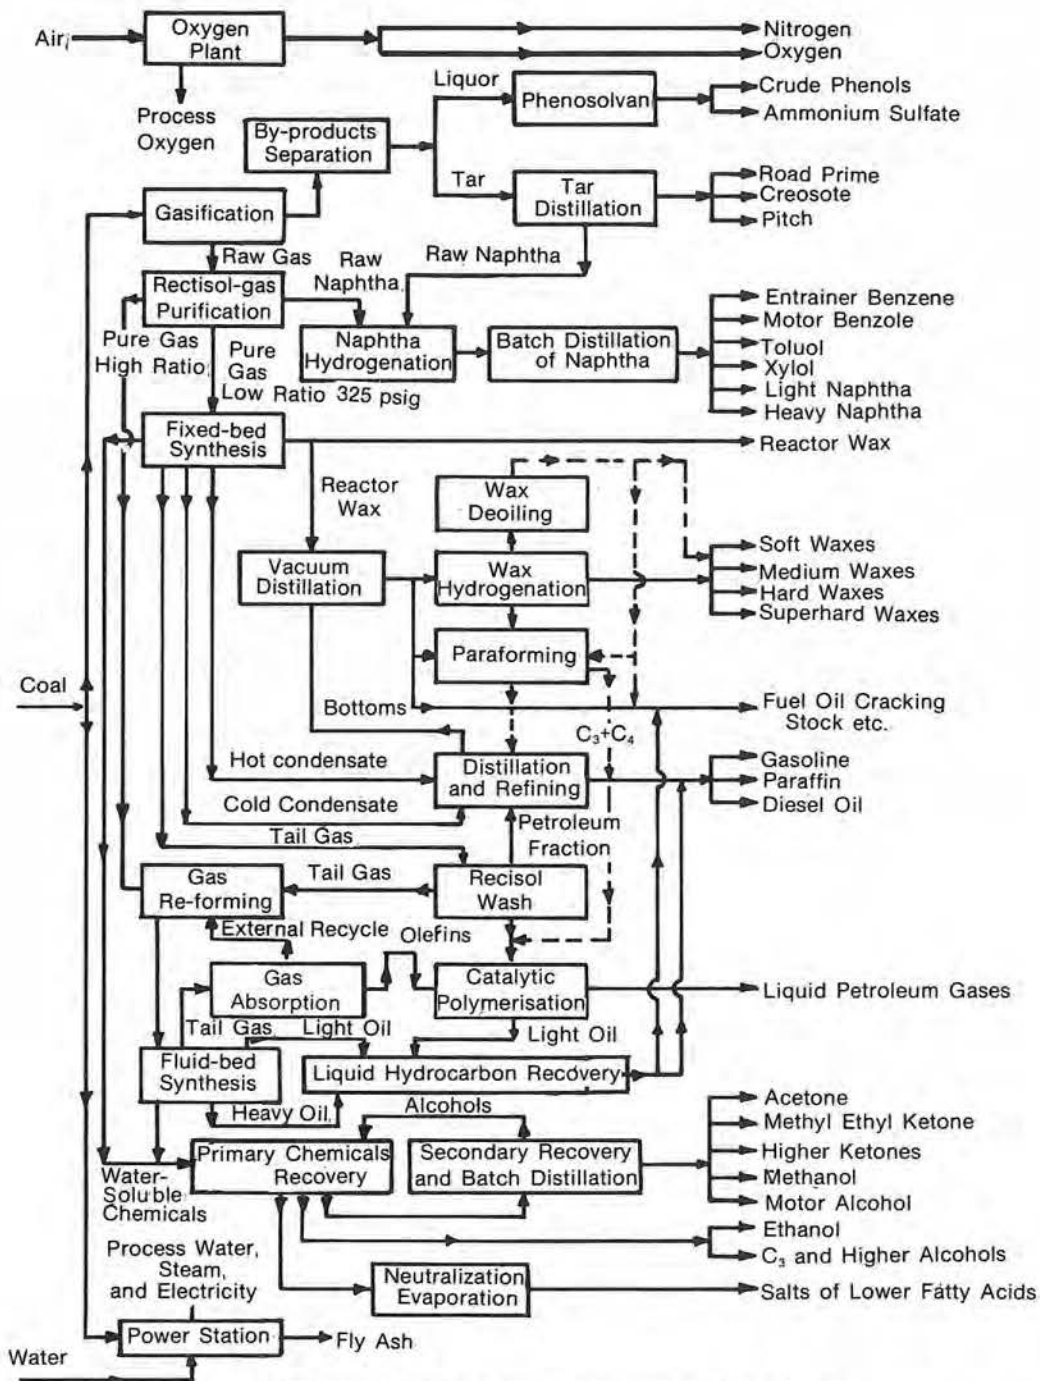 Air
Oxygen
Plant
Nitrogen
Oxygen
Process
Oxygen
Liquor
Phenosolvan
Crude Phenols
Ammonium Sulfate
By-products
Separation
Tar
Tar
Distillation
Road Prime
Creosote
Pitch
Gasification
Raw Gas
Raw
Naphtha
Raw Naphtha
Rectisol-gas
Purification
Pure Gas
High Ratio
Pure
Gas
Low Ratio 325 psig
Naphtha
Hydrogenation
Batch Distillation
of Naphtha
Entrainer Benzene
Motor Benzole
Toluol
Xylol
Light Naphtha
Heavy Naphtha
Fixed-bed
Synthesis
Reactor Wax
Reactor
Wax
Wax
Deoiling
Vacuum
Distillation
Wax
Hydrogenation
Soft Waxes
Medium Waxes
Hard Waxes
Superhard Waxes
Paraforming
Coal
Bottoms
C₃+C₄
Fuel Oil Cracking
Stock etc.
Hot condensate
Distillation
and Refining
Gasoline
Paraffin
Diesel Oil
Cold Condensate
Tail Gas
Petroleum
Fraction
Gas
Re-forming
Tail Gas
Recisol
Wash
External Recycle
Olefins
Gas
Absorption
Catalytic
Polymerisation
Liquid Petroleum Gases
Tail Gas
Light Oil
Light Oil
Fluid-bed
Synthesis
Liquid Hydrocarbon Recovery
Heavy Oil
Alcohols
Primary Chemicals
Recovery
Secondary Recovery
and Batch Distillation
Acetone
Methyl Ethyl Ketone
Higher Ketones
Methanol
Motor Alcohol
Water-
Soluble
Chemicals
Ethanol
C₃ and Higher Alcohols
Process Water,
Steam,
and Electricity
Neutralization
Evaporation
Salts of Lower Fatty Acids
Power Station
Fly Ash
Water